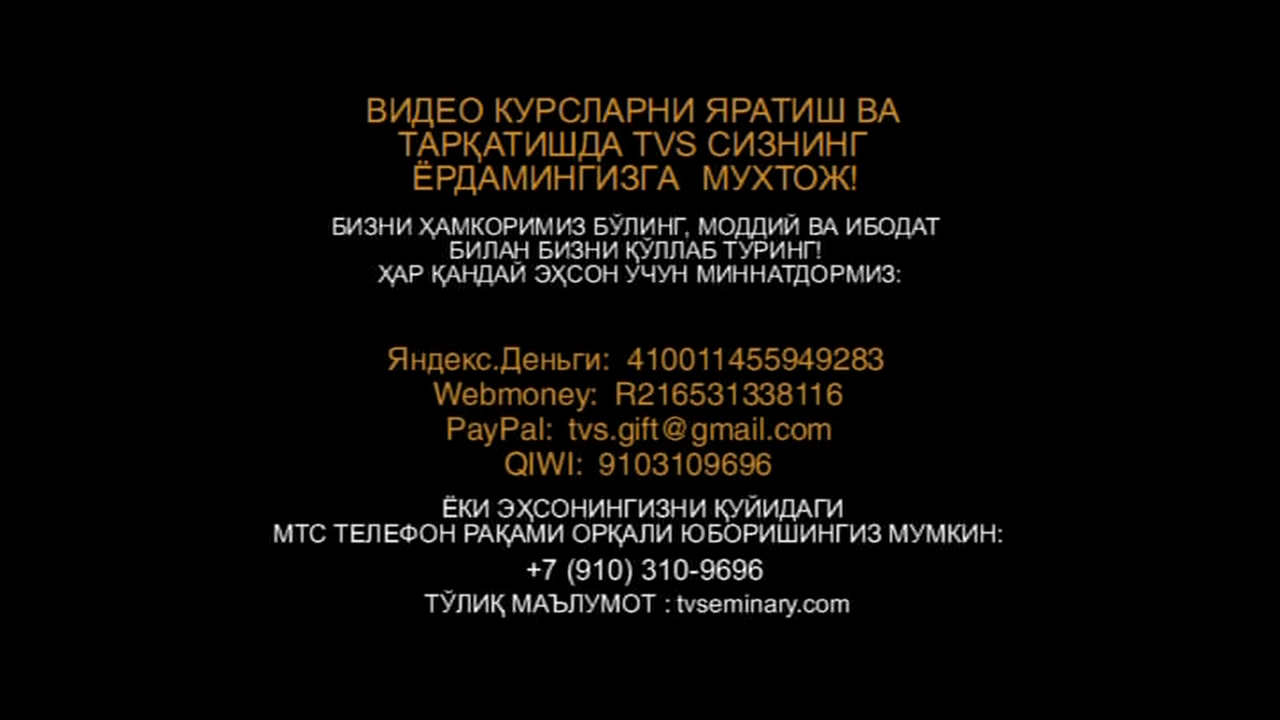 ВИДЕО КУРСЛАРНИ ЯРАТИШ ВА
ТАРҚАТИШДА TVS СИЗНИНГ
ЁРДАМИНГИЗГА МУХТОЖ!
БИЗНИ ҲАМКОРИМИЗ БЎЛИНГ, МОДДИЙ ВА ИБОДАТ
БИЛАН БИЗНИ ҚЎЛЛАБ ТУРИНГ!
ҲАР ҚАНДАЙ ЭҲСОН УЧУН МИННАТДОРМИЗ:
Яндекс.Деньги: 410011455949283
Webmoney: R216531338116
PayPal: tvs.gift@gmail.com
QIWI: 9103109696
ЁКИ ЭҲСОНИНГИЗНИ ҚУЙИДАГИ
МТС ТЕЛЕФОН РАҚАМИ ОРҚАЛИ ЮБОРИШИНГИЗ МУМКИН:
+7 (910) 310-9696
ТЎЛИҚ МАЪЛУМОТ : tvseminary.com